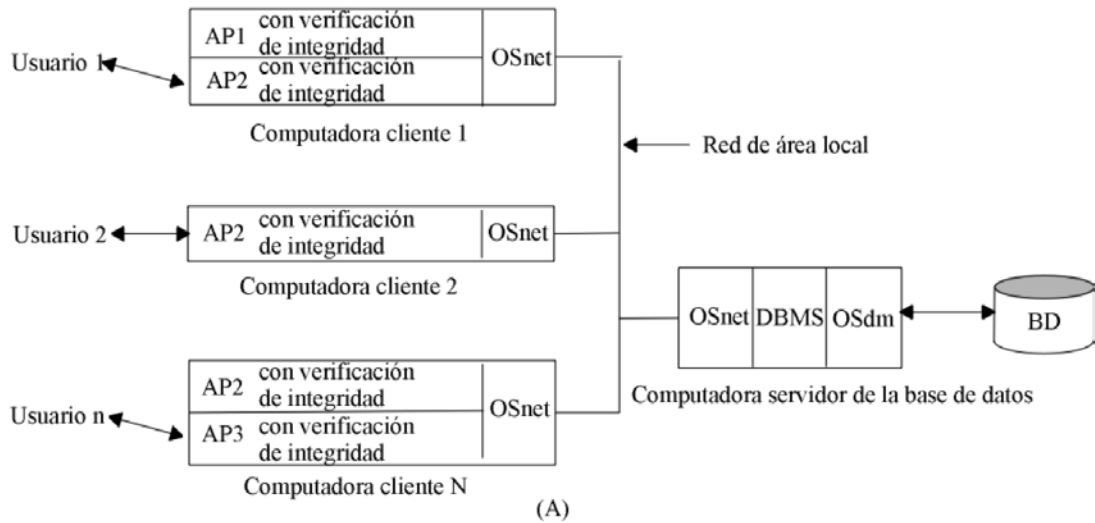 Usuario 1
AP1 con verificación
de integridad
AP2 con verificación
de integridad
OSnet
Computadora cliente 1
Red de área local
Usuario 2
AP2 con verificación
de integridad
OSnet
Computadora cliente 2
OSnet DBMS OSdm
BD
Computadora servidor de la base de datos
Usuario n
AP2 con verificación
de integridad
AP3 con verificación
de integridad
OSnet
Computadora cliente N
(A)